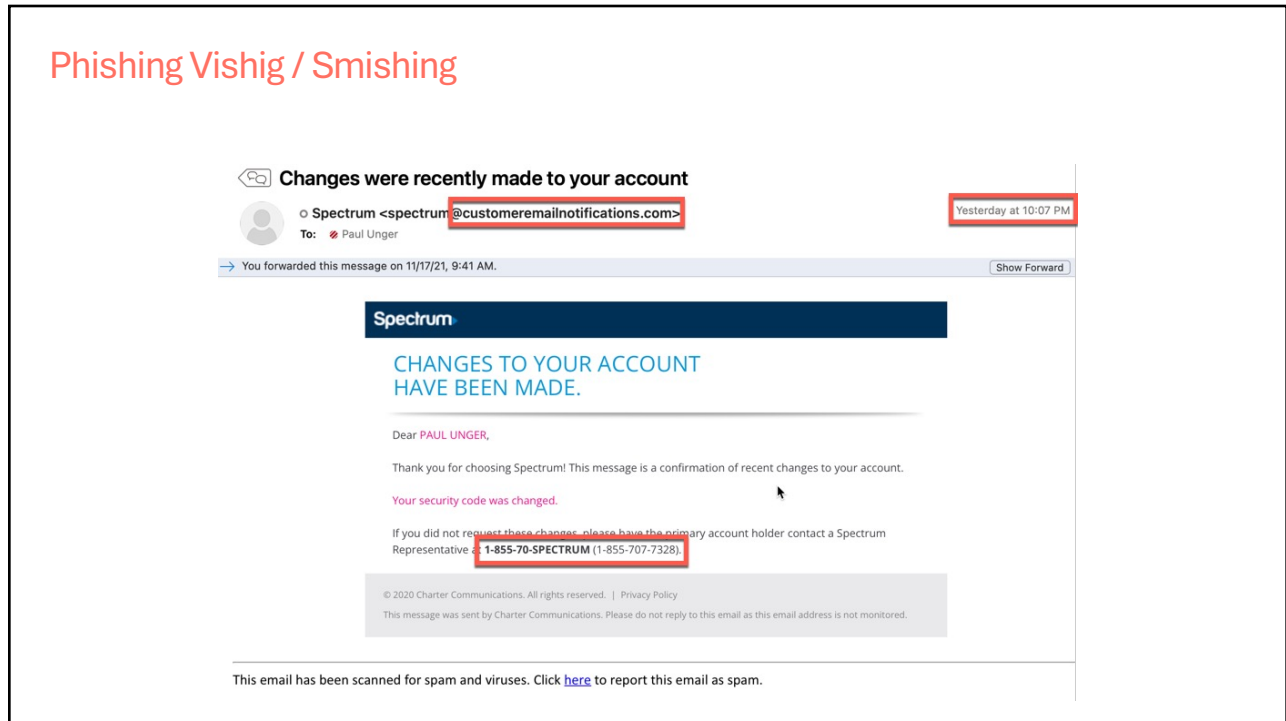 Phishing Vishig / Smishing
Changes were recently made to your account
Spectrum <spectrum@customeremailnotifications.com>
Yesterday at 10:07 PM
To: Paul Unger
You forwarded this message on 11/17/21, 9:41 AM.
Show Forward
Spectrum
CHANGES TO YOUR ACCOUNT
HAVE BEEN MADE.
Dear PAUL UNGER,
Thank you for choosing Spectrum! This message is a confirmation of recent changes to your account.
Your security code was changed.
If you did not request these changes, please have the primary account holder contact a Spectrum
Representative at 1-855-70-SPECTRUM (1-855-707-7328).
© 2020 Charter Communications. All rights reserved. | Privacy Policy
This message was sent by Charter Communications. Please do not reply to this email as this email address is not monitored.
This email has been scanned for spam and viruses. Click here to report this email as spam.